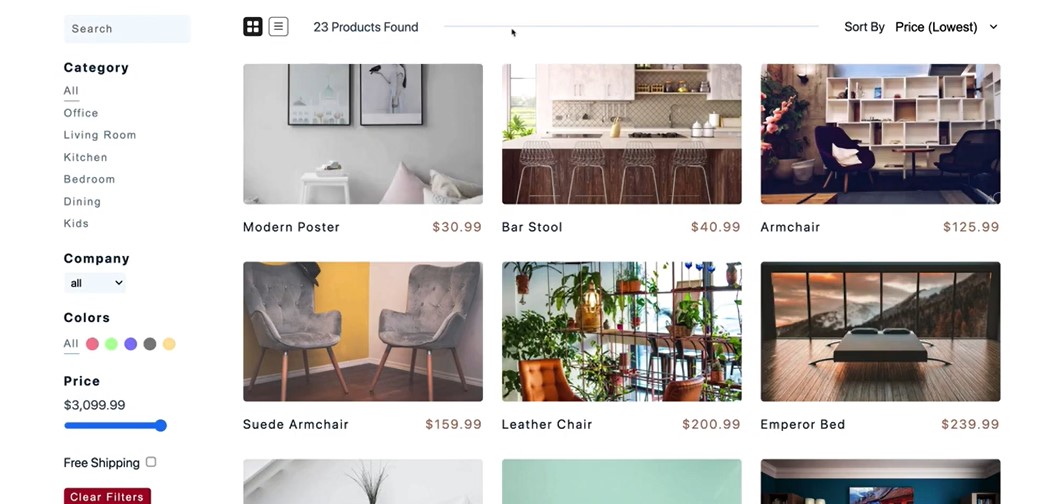 Search
Category
All
Office
Living Room
Kitchen
Bedroom
Dining
Kids
Company
all
Colors
All
Price
$3,099.99
Free Shipping
Clear Filters
23 Products Found
Sort By Price (Lowest)
Modern Poster $30.99
Bar Stool $40.99
Armchair $125.99
Suede Armchair $159.99
Leather Chair $200.99
Emperor Bed $239.99